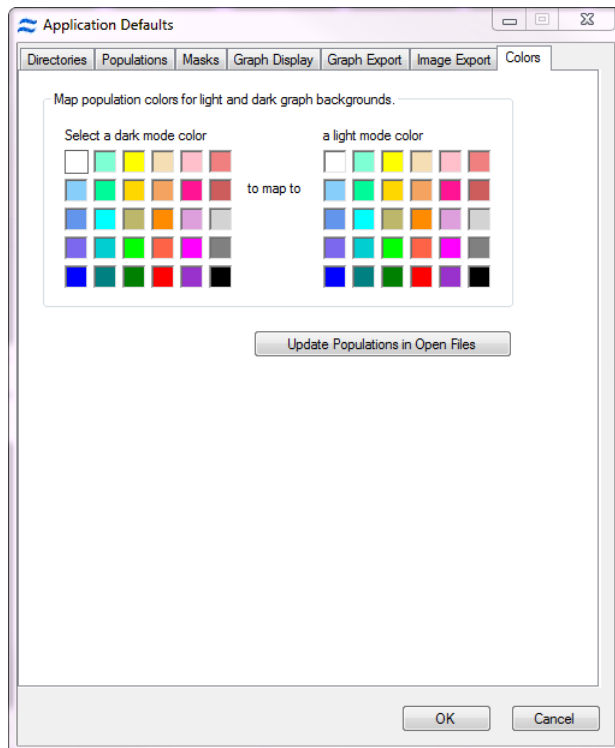 Application Defaults
Directories Populations Masks Graph Display Graph Export Image Export Colors
Map population colors for light and dark graph backgrounds.
Select a dark mode color a light mode color
to map to
Update Populations in Open Files
OK Cancel